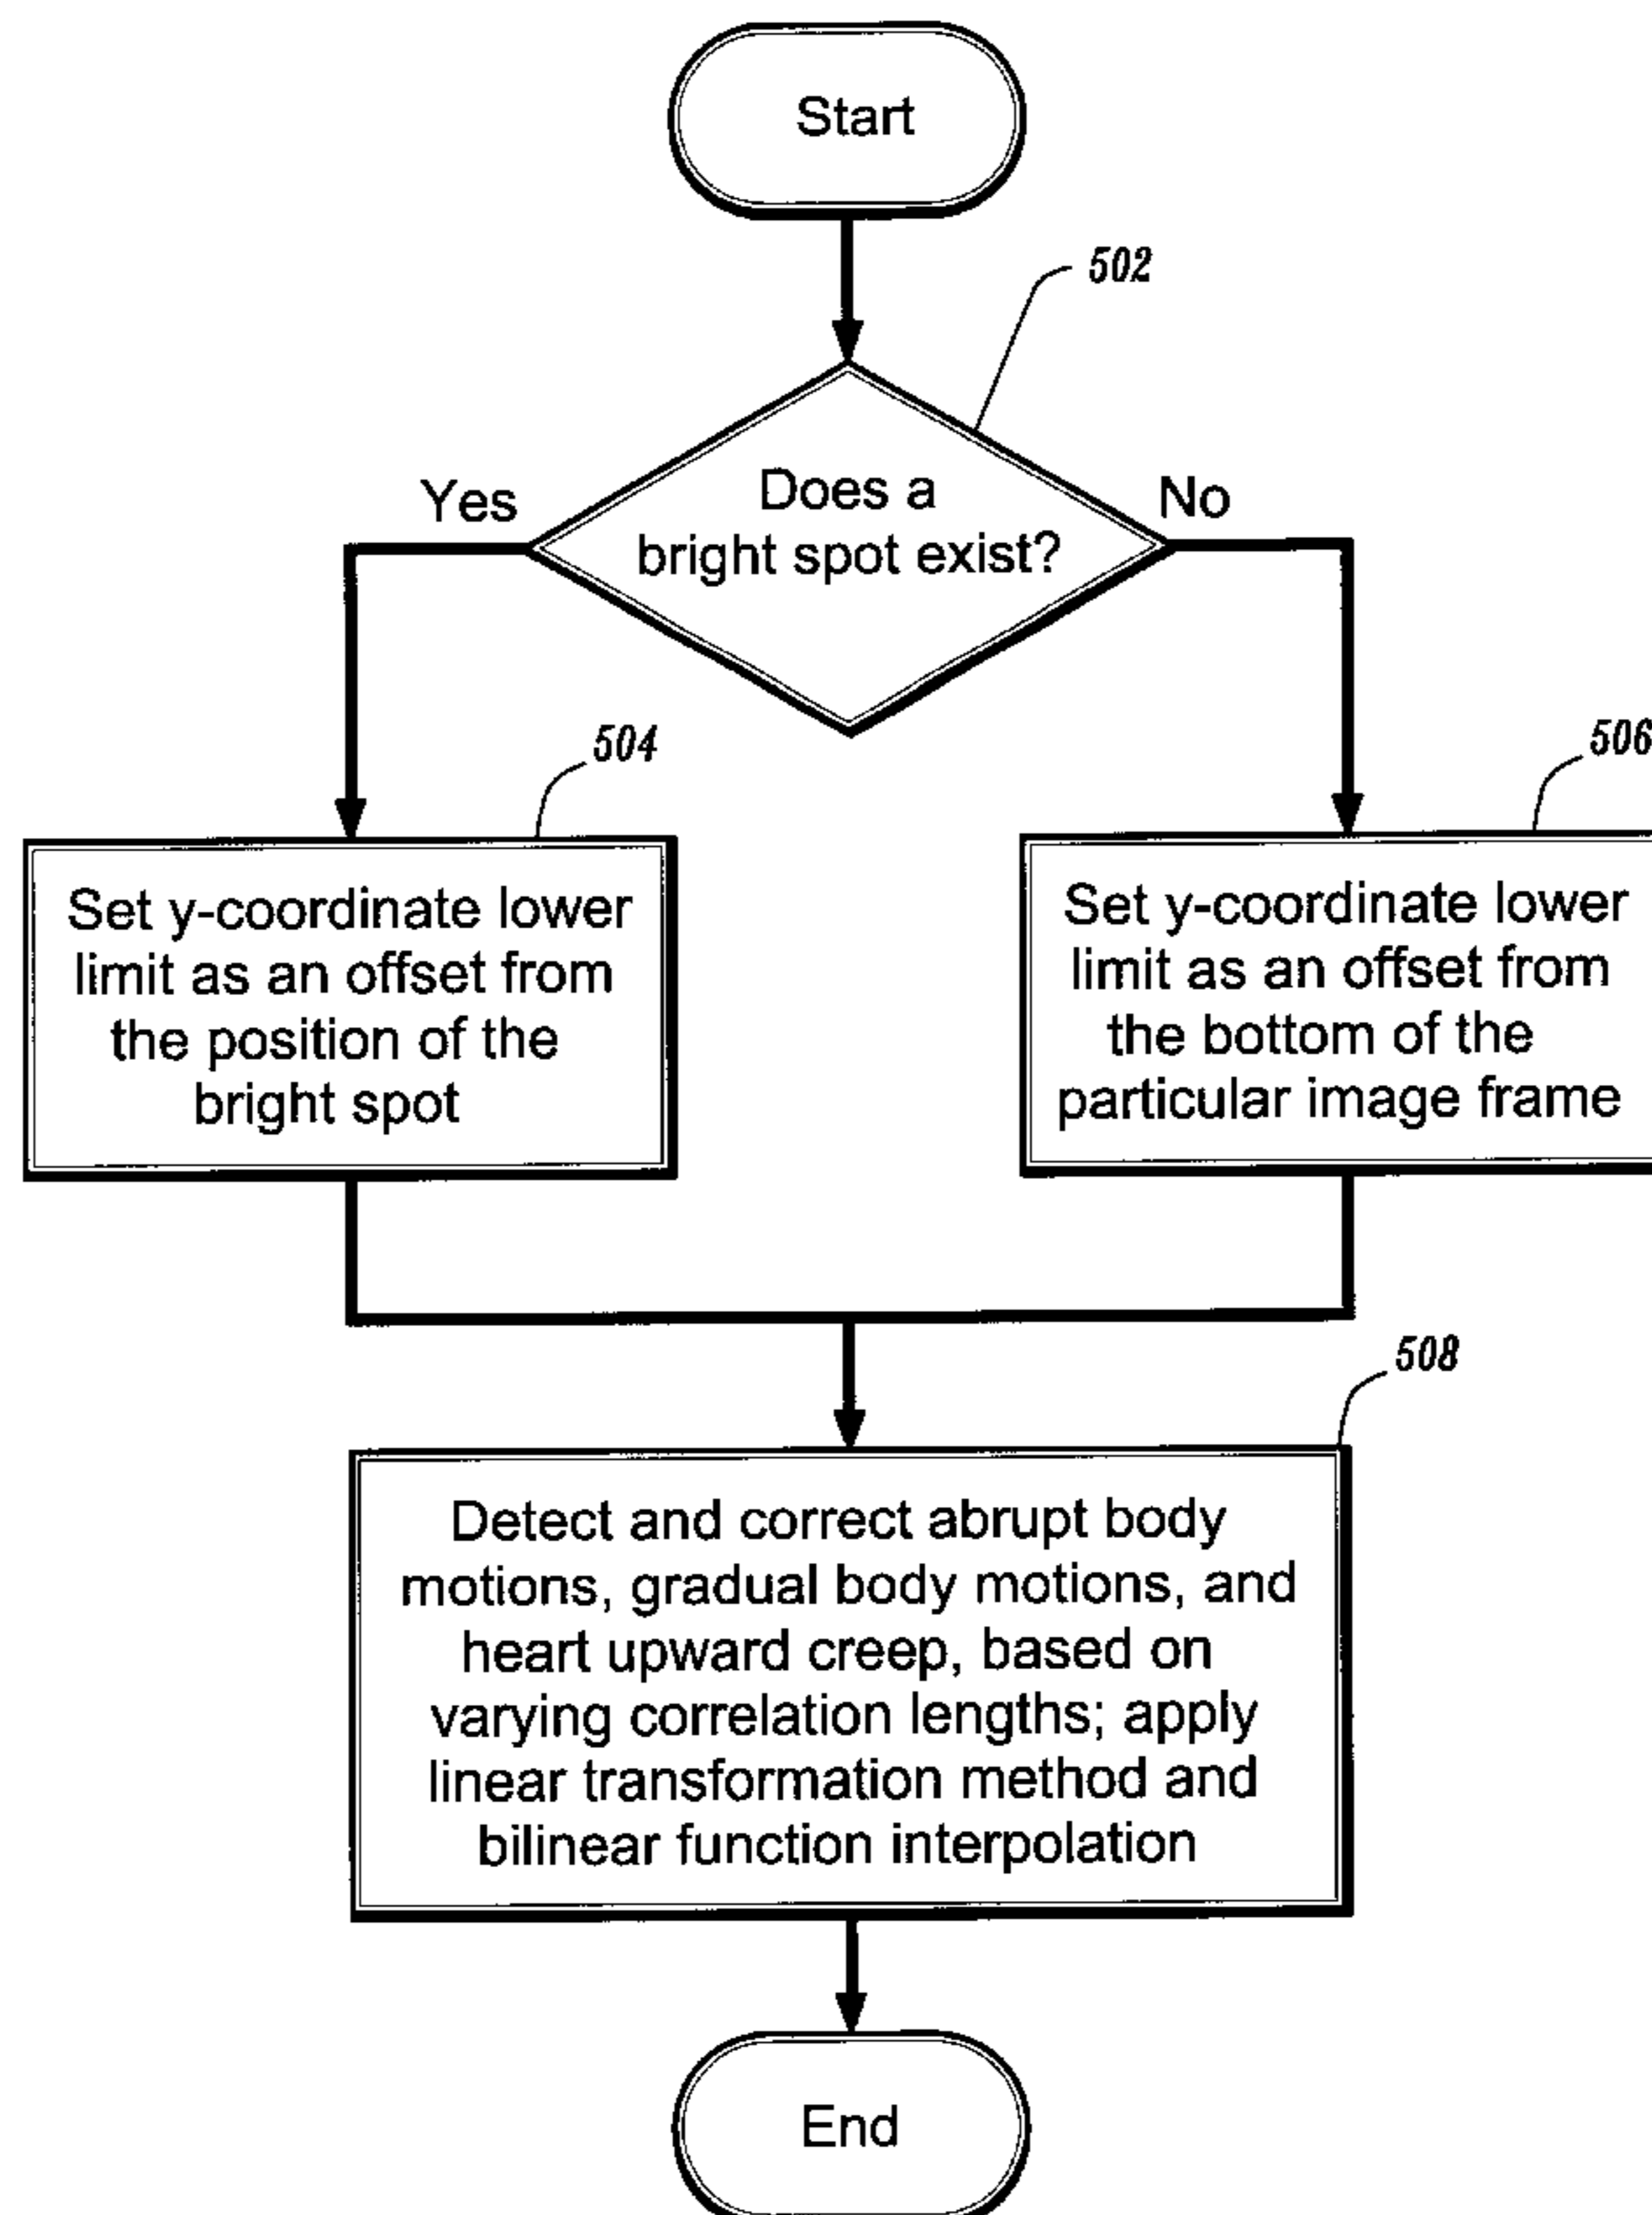 Start
502
Does a
bright spot exist?
Yes
No
504
506
Set y-coordinate lower
limit as an offset from
the position of the
bright spot
Set y-coordinate lower
limit as an offset from
the bottom of the
particular image frame
508
Detect and correct abrupt body
motions, gradual body motions, and
heart upward creep, based on
varying correlation lengths; apply
linear transformation method and
bilinear function interpolation
End